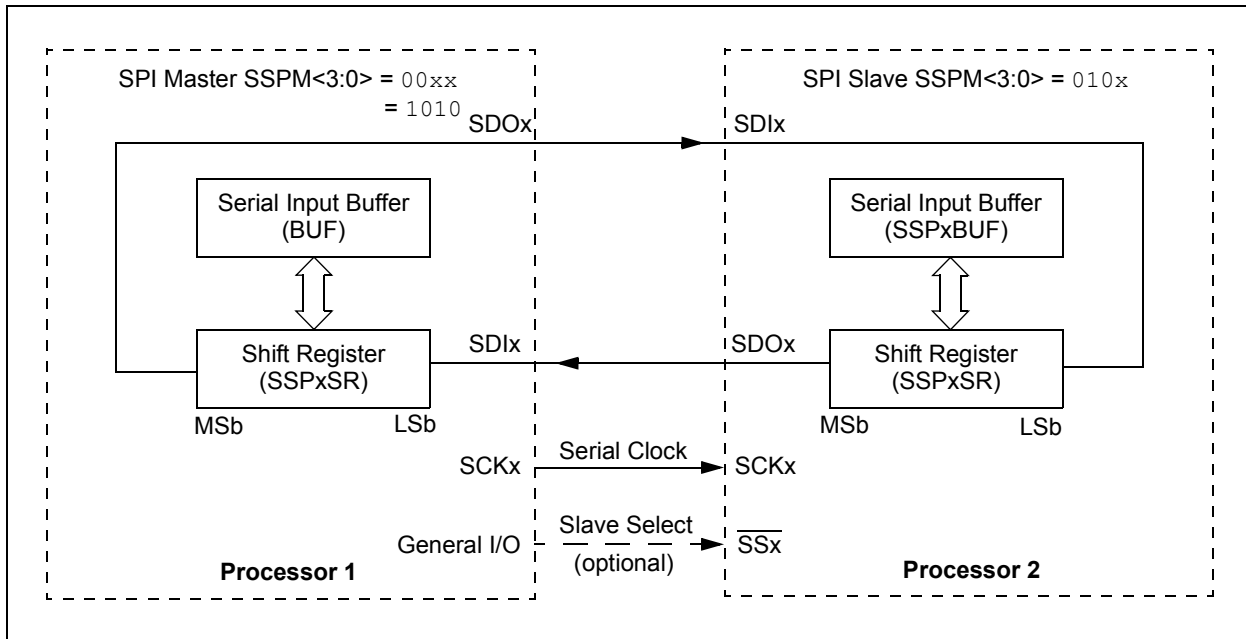 SPI Master SSPM<3:0> = 00xx
= 1010
SDOx
Serial Input Buffer
(BUF)
Shift Register
(SSPxSR)
MSb
LSb
SDIx
SCKx
General I/O
Processor 1
Serial Clock
Slave Select
(optional)
SPI Slave SSPM<3:0> = 010x
SDIx
Serial Input Buffer
(SSPxBUF)
SDOx
Shift Register
(SSPxSR)
MSb
LSb
SCKx
SSx
Processor 2